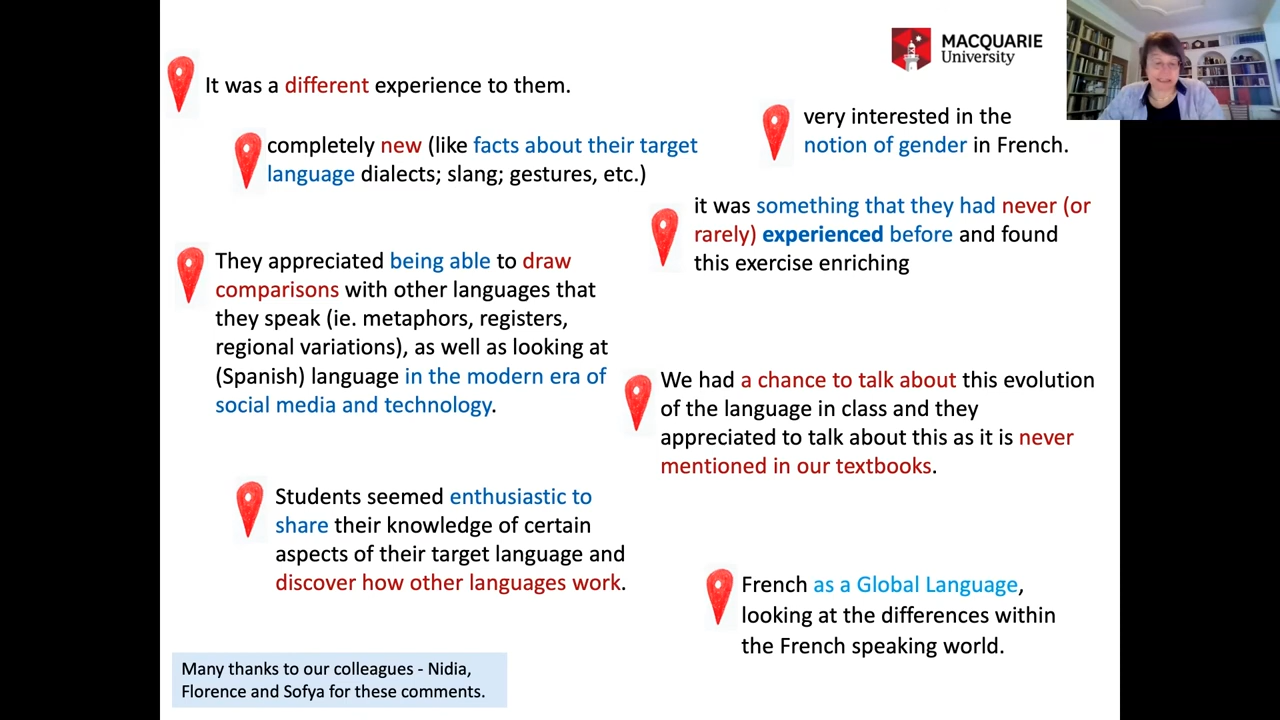 MACQUARIE
University
It was a different experience to them.
completely new (like facts about their target
language dialects; slang; gestures, etc.)
very interested in the
notion of gender in French.
it was something that they had never (or
rarely) experienced before and found
this exercise enriching
They appreciated being able to draw
comparisons with other languages that
they speak (ie. metaphors, registers,
regional variations), as well as looking at
(Spanish) language in the modern era of
social media and technology.
We had a chance to talk about this evolution
of the language in class and they
appreciated to talk about this as it is never
mentioned in our textbooks.
Students seemed enthusiastic to
share their knowledge of certain
aspects of their target language and
discover how other languages work.
French as a Global Language,
looking at the differences within
the French speaking world.
Many thanks to our colleagues - Nidia,
Florence and Sofya for these comments.